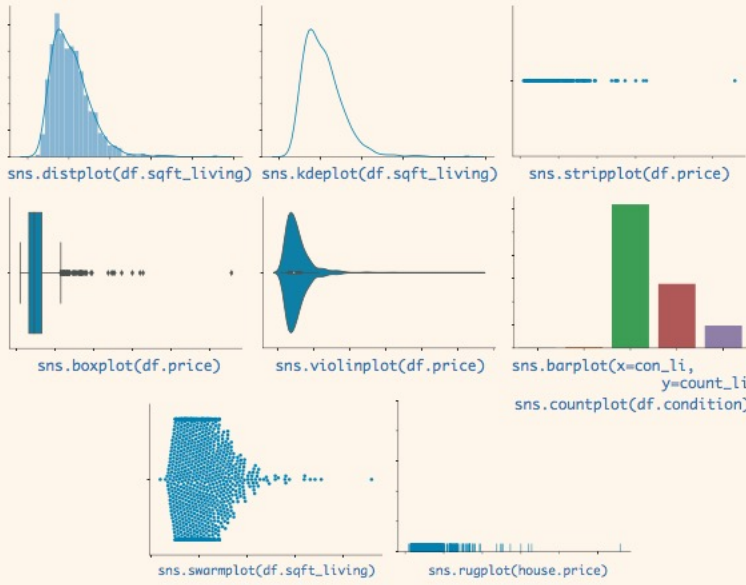 sns.distplot(df.sqft_living)
sns.kdeplot(df.sqft_living)
sns.stripplot(df.price)
sns.boxplot(df.price)
sns.violinplot(df.price)
sns.barplot(x=con_li,
y=count_li
sns.countplot(df.condition)
sns.swarmplot(df.sqft_living)
sns.rugplot(house.price)